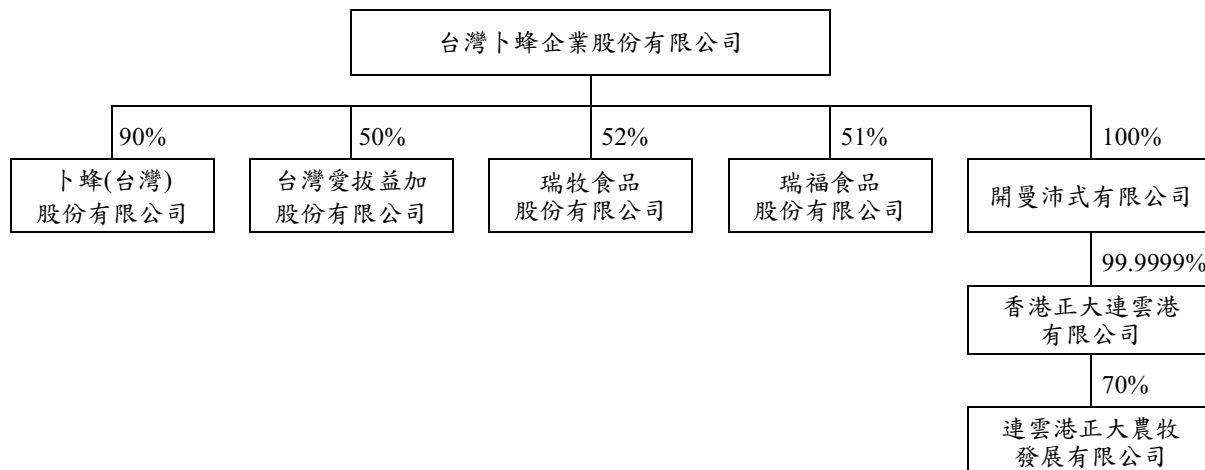 台灣卜蜂企業股份有限公司
90%
50%
52%
51%
100%
卜蜂(台灣)
股份有限公司
台灣愛拔益加
股份有限公司
瑞牧食品
股份有限公司
瑞福食品
股份有限公司
開曼沛式有限公司
99.9999%
香港正大連雲港
有限公司
70%
連雲港正大農牧
發展有限公司